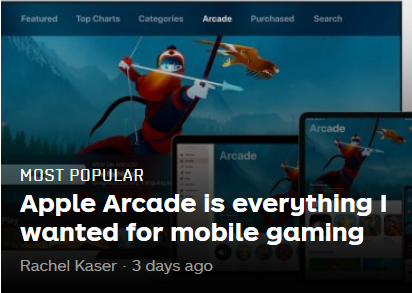 Featured Top Charts Categories Arcade Purchased Search
Arcade
Arcade
MOST POPULAR
Apple Arcade is everything I
wanted for mobile gaming
Rachel Kaser · 3 days ago